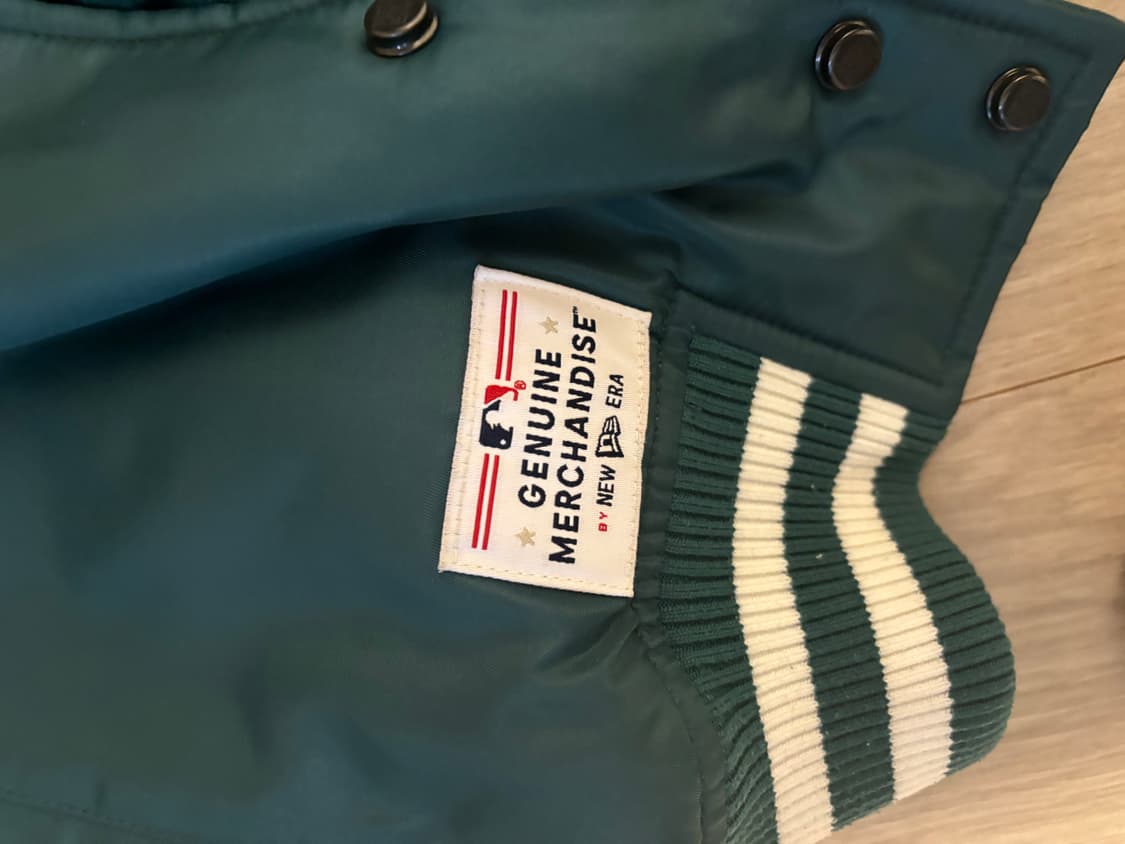 ®
GENUINE
MERCHANDISE™
BY NEW ERA